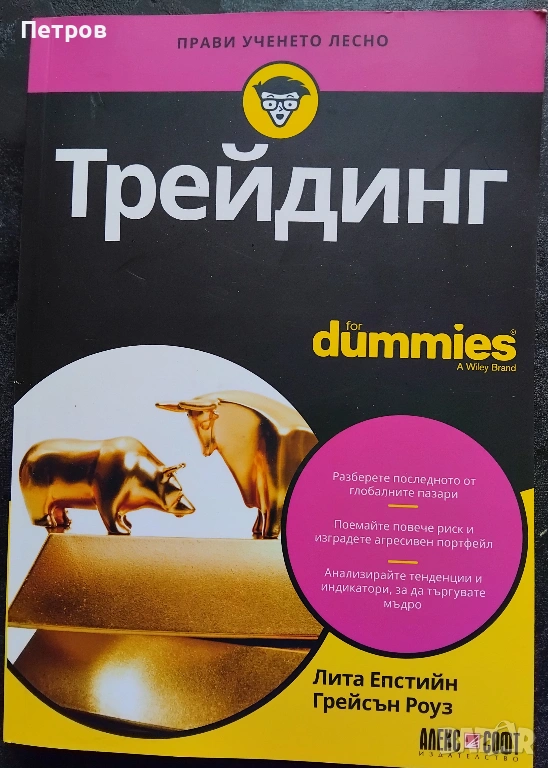 Петров
ПРАВИ УЧЕНЕТО ЛЕСНО
Трейдинг
for
dummies®
A Wiley Brand
Разберете последното от
глобалните пазари
Поемайте повече риск и
изградете агресивен портфейл
Анализирайте тенденции и
индикатори, за да търгувате
мъдро
Лита Епстийн
Грейсън Роуз
АЛЕКС СОФТ
ИЗДАТЕЛСТВО